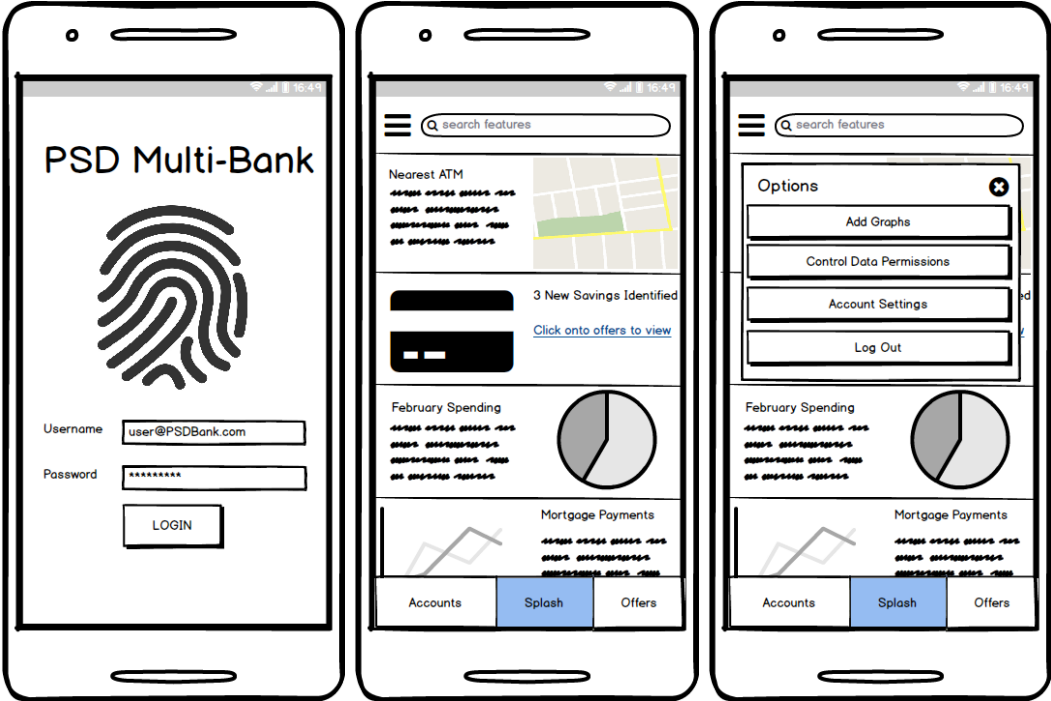 16:49
PSD Multi-Bank
Username
user@PSDBank.com
Password
*********
LOGIN
16:49
search features
Nearest ATM
3 New Savings Identified
Click onto offers to view
February Spending
Mortgage Payments
Accounts
Splash
Offers
16:49
search features
Options
Add Graphs
Control Data Permissions
Account Settings
Log Out
February Spending
Mortgage Payments
Accounts
Splash
Offers